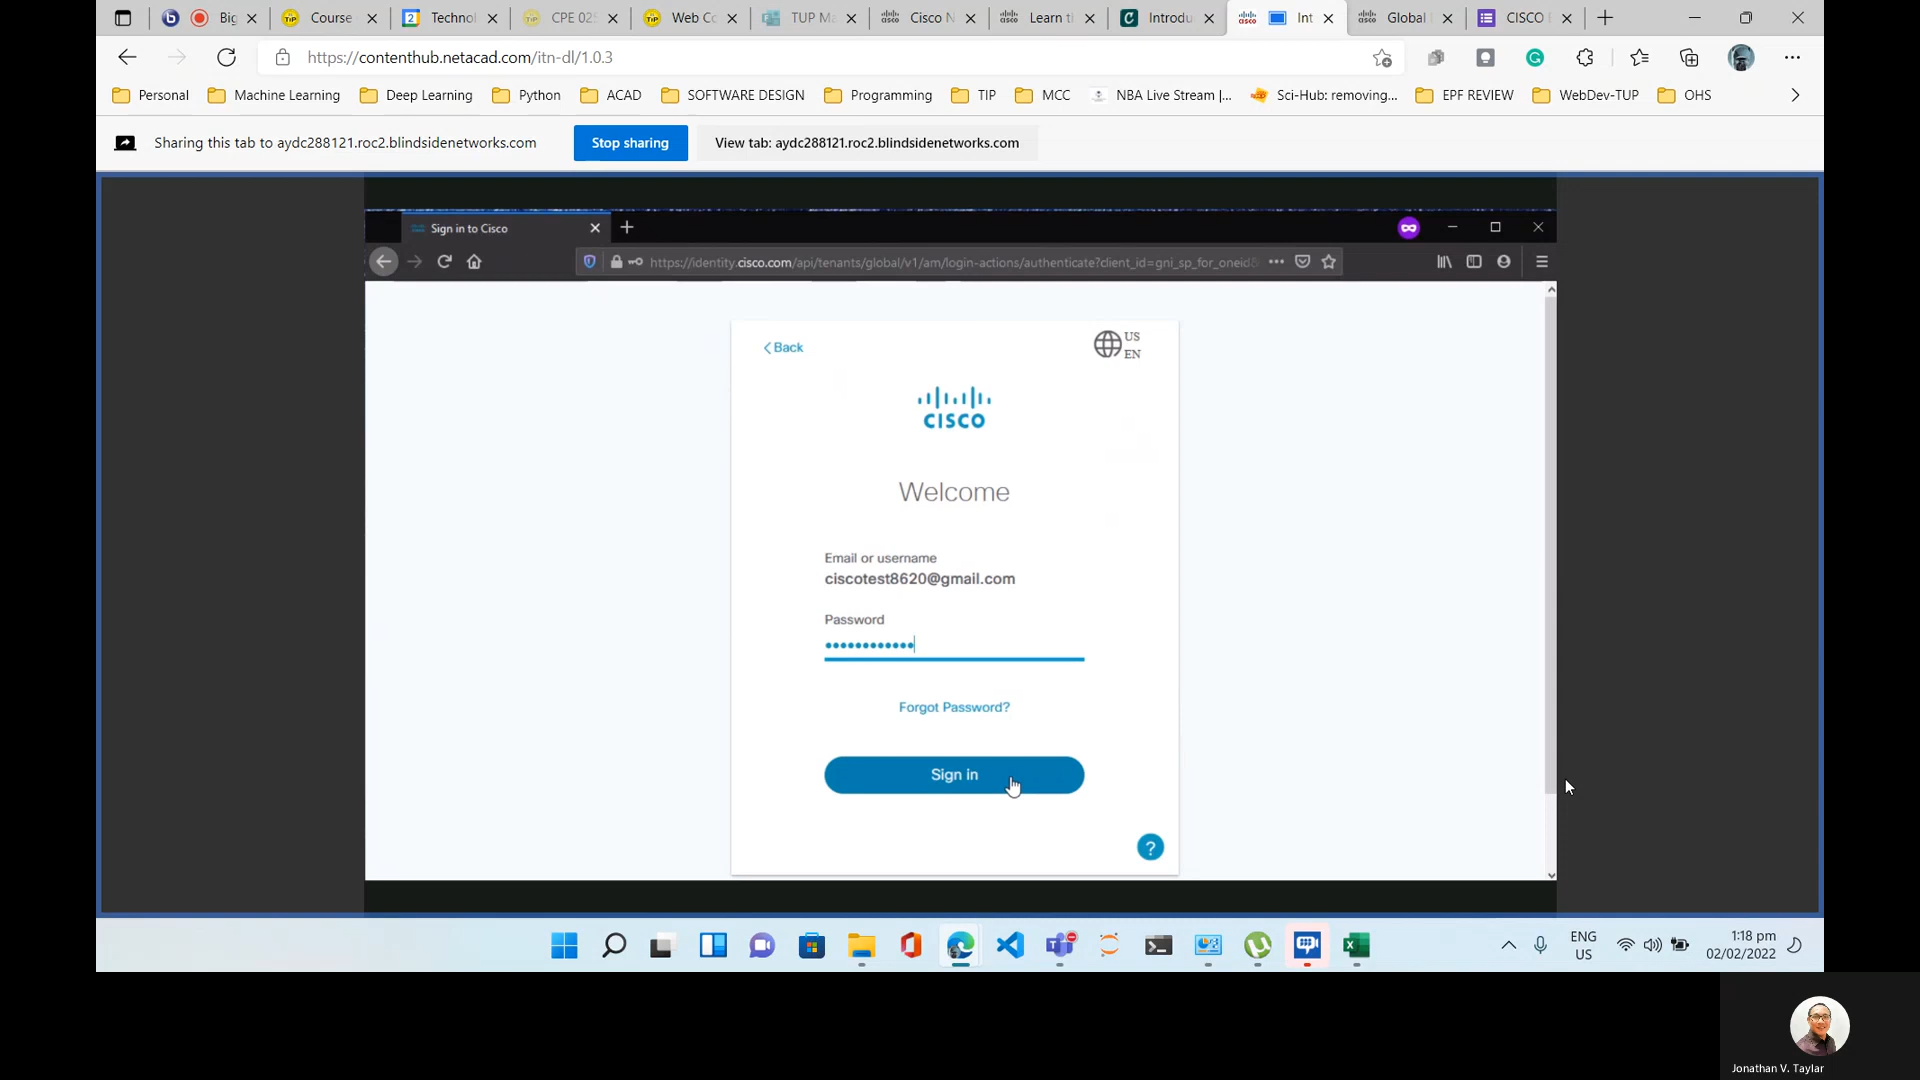 Big
Course
Technol
CPE 025
Web Co
TUP Ma
Cisco N
Learn t
Introdu
Int
Global
CISCO E
https://contenthub.netacad.com/itn-dl/1.0.3
Personal
Machine Learning
Deep Learning
Python
ACAD
SOFTWARE DESIGN
Programming
TIP
MCC
NBA Live Stream |...
Sci-Hub: removing...
EPF REVIEW
WebDev-TUP
OHS
Sharing this tab to aydc288121.roc2.blindsidenetworks.com
Stop sharing
View tab: aydc288121.roc2.blindsidenetworks.com
Sign in to Cisco
https://identity.cisco.com/api/tenants/global/v1/am/login-actions/authenticate?client_id=gni_sp_for_oneid
Back
US
EN
CISCO
Welcome
Email or username
ciscotest8620@gmail.com
Password
Forgot Password?
Sign in
?
ENG
US
1:18 pm
02/02/2022
Jonathan V. Taylar